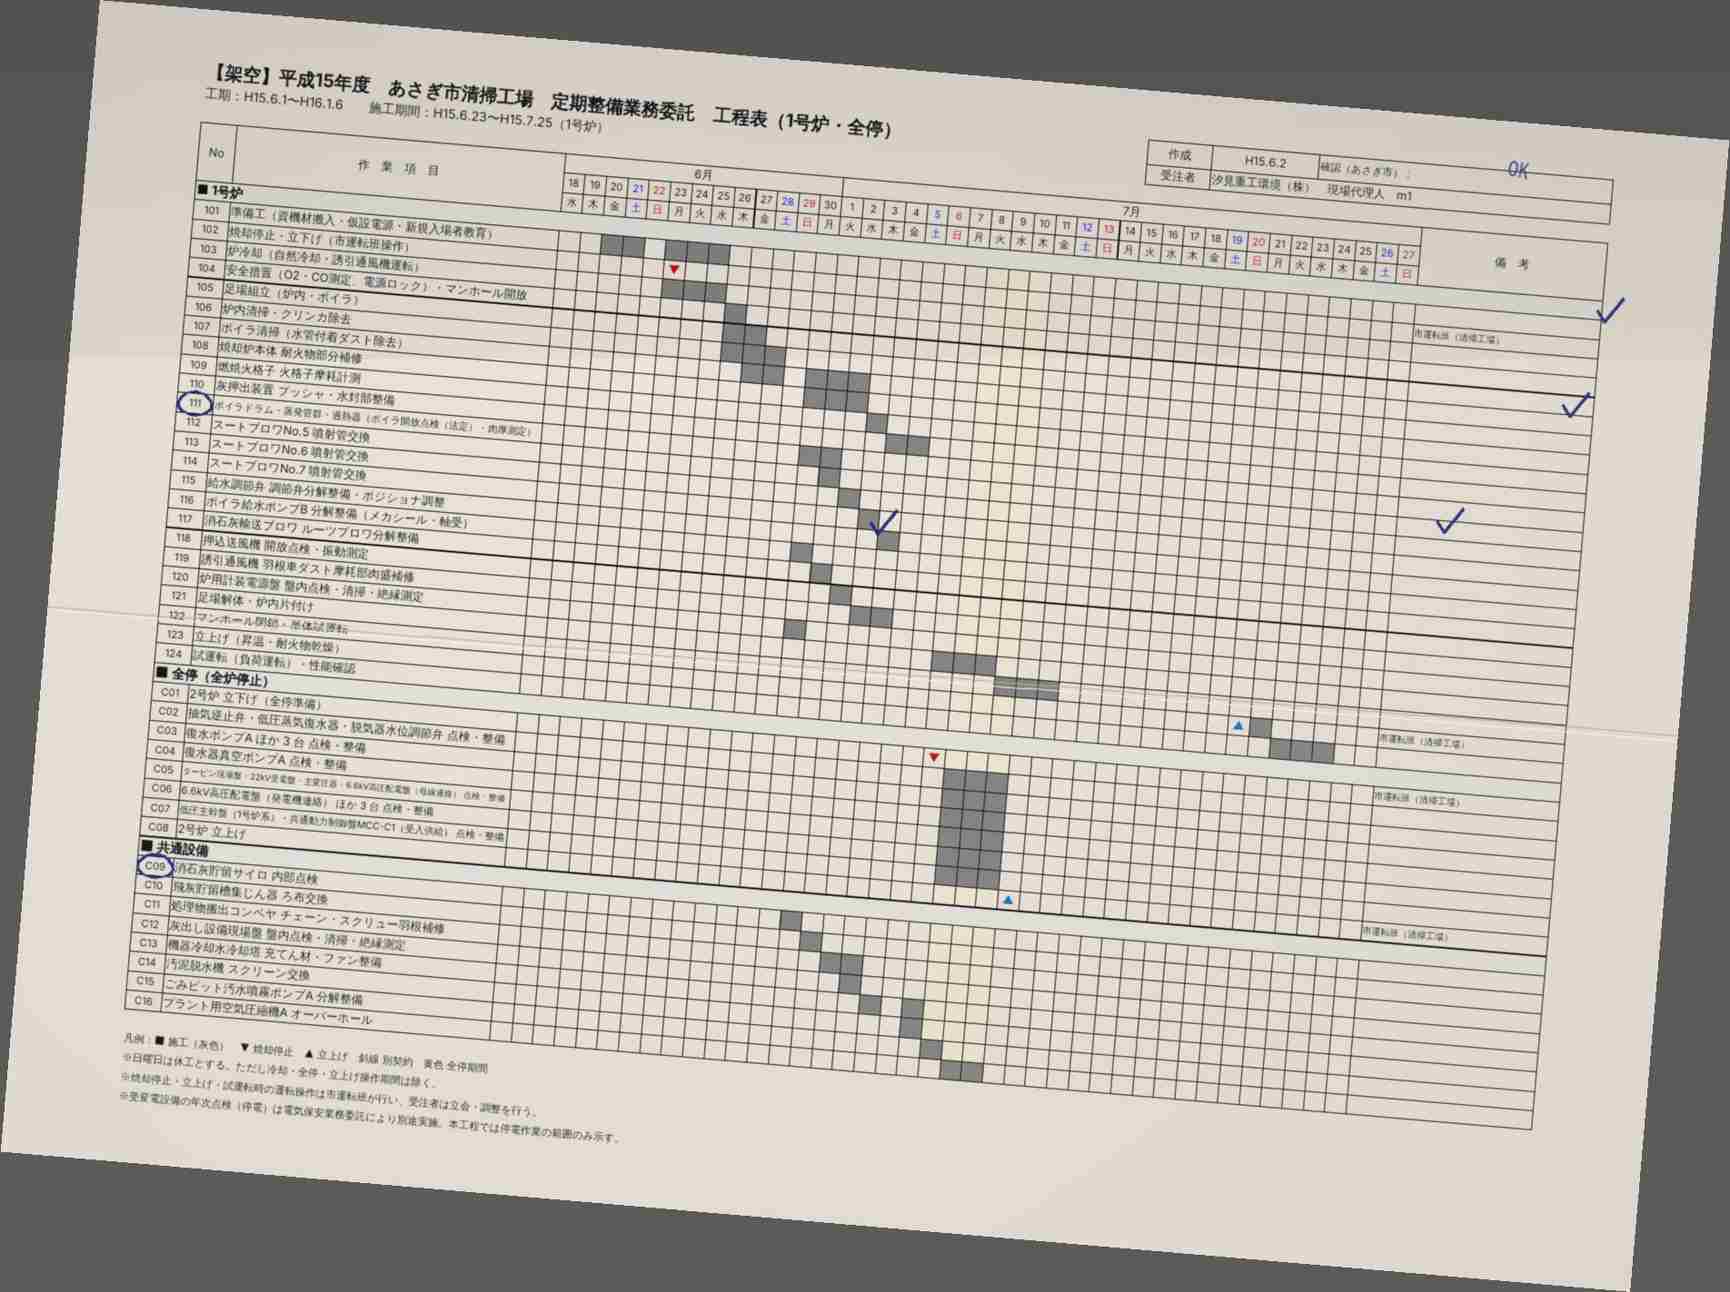 【架空】平成15年度　あさぎ市清掃工場　定期整備業務委託　工程表（1号炉・全停）
工期：H15.6.1〜H16.1.6　　施工期間：H15.6.23〜H15.7.25（1号炉）
作成　H15.6.2　確認（あさぎ市）：　OK
受注者　汐見重工環境（株）　現場代理人　m1
No　作　業　項　目　6月　7月　備　考
18 19 20 21 22 23 24 25 26 27 28 29 30 1 2 3 4 5 6 7 8 9 10 11 12 13 14 15 16 17 18 19 20 21 22 23 24 25 26 27
水 木 金 土 日 月 火 水 木 金 土 日 月 火 水 木 金 土 日 月 火 水 木 金 土 日 月 火 水 木 金 土 日 月 火 水 木 金 土 日
■ 1号炉
101 準備工（資機材搬入・仮設電源・新規入場者教育）
102 焼却停止・立下げ（市運転班操作） ▼ 市運転班（清掃工場）
103 炉冷却（自然冷却・誘引通風機運転）
104 安全措置（O2・CO測定、電源ロック）・マンホール開放
105 足場組立（炉内・ボイラ）
106 炉内清掃・クリンカ除去
107 ボイラ清掃（水管付着ダスト除去）
108 焼却炉本体 耐火物部分補修
109 燃焼火格子 火格子摩耗計測
110 灰押出装置 プッシャ・水封部整備
111 ボイラドラム・蒸発管群・過熱器（ボイラ開放点検（法定）・肉厚測定）
112 スートブロワNo.5 噴射管交換
113 スートブロワNo.6 噴射管交換
114 スートブロワNo.7 噴射管交換
115 給水調節弁 調節弁分解整備・ポジショナ調整
116 ボイラ給水ポンプB 分解整備（メカシール・軸受）
117 消石灰輸送ブロワ ルーツブロワ分解整備
118 押込送風機 開放点検・振動測定
119 誘引通風機 羽根車ダスト摩耗部肉盛補修
120 炉用計装電源盤 盤内点検・清掃・絶縁測定
121 足場解体・炉内片付け
122 マンホール閉鎖・単体試運転
123 立上げ（昇温・耐火物乾燥） ▲ 市運転班（清掃工場）
124 試運転（負荷運転）・性能確認
■ 全停（全炉停止）
C01 2号炉 立下げ（全停準備） ▼ 市運転班（清掃工場）
C02 抽気逆止弁・低圧蒸気復水器・脱気器水位調節弁 点検・整備
C03 復水ポンプA ほか 3 台 点検・整備
C04 復水器真空ポンプA 点検・整備
C05 タービン現場盤・22kV受電盤・主変圧器・6.6kV高圧配電盤（母線連絡） 点検・整備
C06 6.6kV高圧配電盤（発電機連絡） ほか 3 台 点検・整備
C07 低圧主幹盤（1号炉系）・共通動力制御盤MCC-C1（受入供給） 点検・整備
C08 2号炉 立上げ ▲ 市運転班（清掃工場）
■ 共通設備
C09 消石灰貯留サイロ 内部点検
C10 飛灰貯留槽集じん器 ろ布交換
C11 処理物搬出コンベヤ チェーン・スクリュー羽根補修
C12 灰出し設備現場盤 盤内点検・清掃・絶縁測定
C13 機器冷却水冷却塔 充てん材・ファン整備
C14 汚泥脱水機 スクリーン交換
C15 ごみピット汚水噴霧ポンプA 分解整備
C16 プラント用空気圧縮機A オーバーホール
凡例：■ 施工（灰色）　▼ 焼却停止　▲ 立上げ　斜線 別契約　黄色 全停期間
※日曜日は休工とする。ただし冷却・全停・立上げ操作期間は除く。
※焼却停止・立上げ・試運転時の運転操作は市運転班が行い、受注者は立会・調整を行う。
※受変電設備の年次点検（停電）は電気保安業務委託により別途実施。本工程では停電作業の範囲のみ示す。